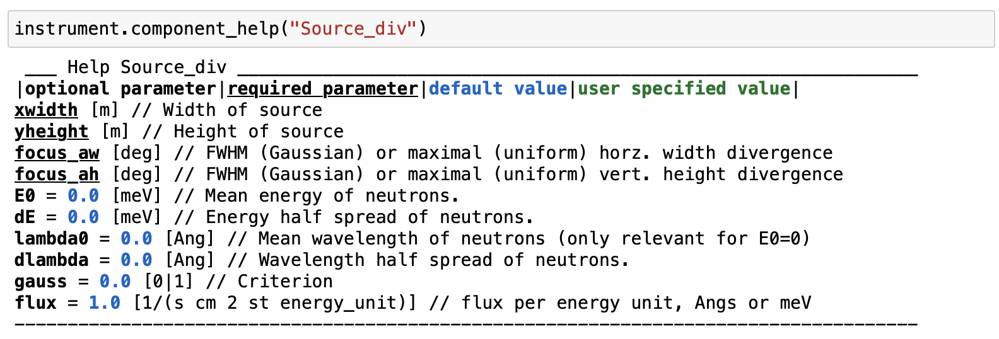 instrument.component_help("Source_div")
___ Help Source_div ________________________________________________________________
|optional parameter|required parameter|default value|user specified value|
xwidth [m] // Width of source
yheight [m] // Height of source
focus_aw [deg] // FWHM (Gaussian) or maximal (uniform) horz. width divergence
focus_ah [deg] // FWHM (Gaussian) or maximal (uniform) vert. height divergence
E0 = 0.0 [meV] // Mean energy of neutrons.
dE = 0.0 [meV] // Energy half spread of neutrons.
lambda0 = 0.0 [Ang] // Mean wavelength of neutrons (only relevant for E0=0)
dlambda = 0.0 [Ang] // Wavelength half spread of neutrons.
gauss = 0.0 [0|1] // Criterion
flux = 1.0 [1/(s cm 2 st energy_unit)] // flux per energy unit, Angs or meV
-------------------------------------------------------------------------------------